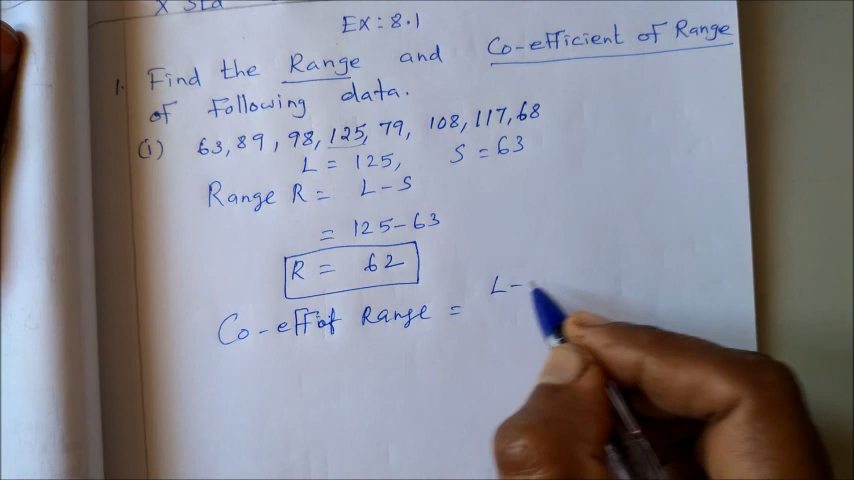 X Std
Ex: 8.1
1. Find the Range and Co-efficient of Range
of following data.
(i) 63, 89, 98, 125, 79, 108, 117, 68
L = 125, S = 63
Range R = L-S
= 125-63
R = 62
Co-eff of Range = L-